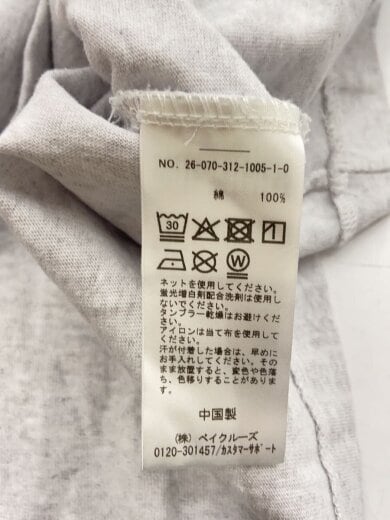 NO. 26-070-312-1005-1-0
綿 100%
30
W
ネットを使用してください。
蛍光増白剤配合洗剤は使用し
ないでください。
タンブラー乾燥はお避けくださ
い。
アイロンは当て布を使用して
ください。
汗が付着した場合は、早めに
お手入れしてください。その
まま放置すると、変色や色落
ち、色移りすることがありま
す。
中国製
(株) ベイクルーズ
0120-301457/カスタマーサポート